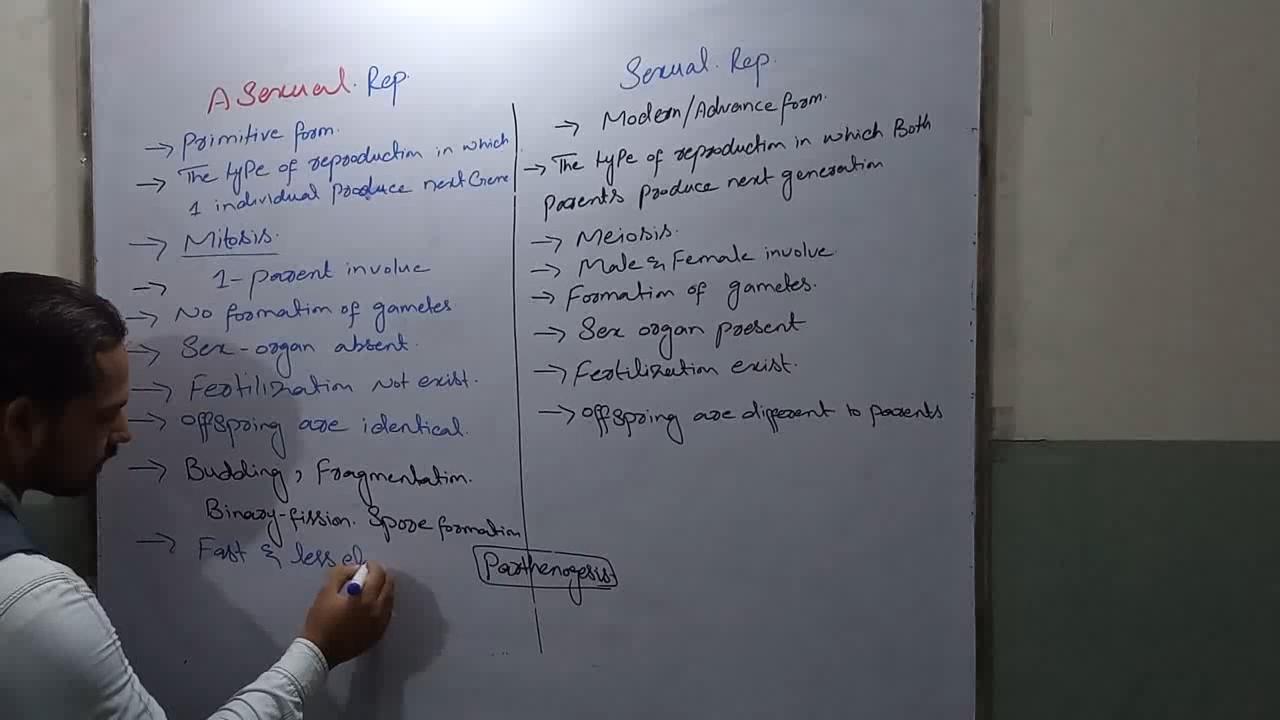 A Sexual. Rep.
→ Primitive form.
→ The type of reproduction in which
1 individual produce next Gene
→ Mitosis.
→ 1-parent involve
→ No formation of gametes
→ Sex-organ absent.
→ Fertilization Not exist.
→ offspring are identical.
→ Budding, Fragmentation.
Binary-fission. Spore formation
→ Fast & less
Sexual. Rep.
→ Modern/Advance form.
→ The type of reproduction in which Both
Parents produce next generation
→ Meiosis.
→ Male & Female involve
→ Formation of gametes.
→ Sex organ present
→ Fertilization exist.
→ offspring are different to parents
Parthenogesis